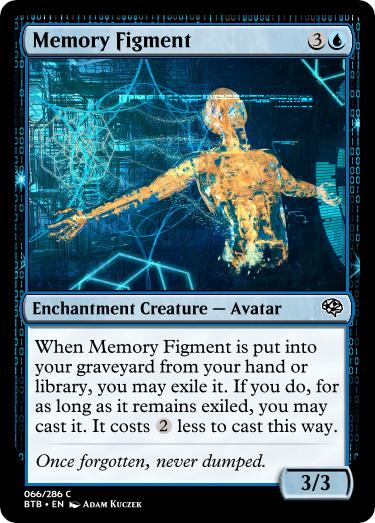 Memory Figment 3
Enchantment Creature — Avatar
When Memory Figment is put into
your graveyard from your hand or
library, you may exile it. If you do, for
as long as it remains exiled, you may
cast it. It costs 2 less to cast this way.
Once forgotten, never dumped.
3/3
066/286 C
BTB • EN Adam Kuczek